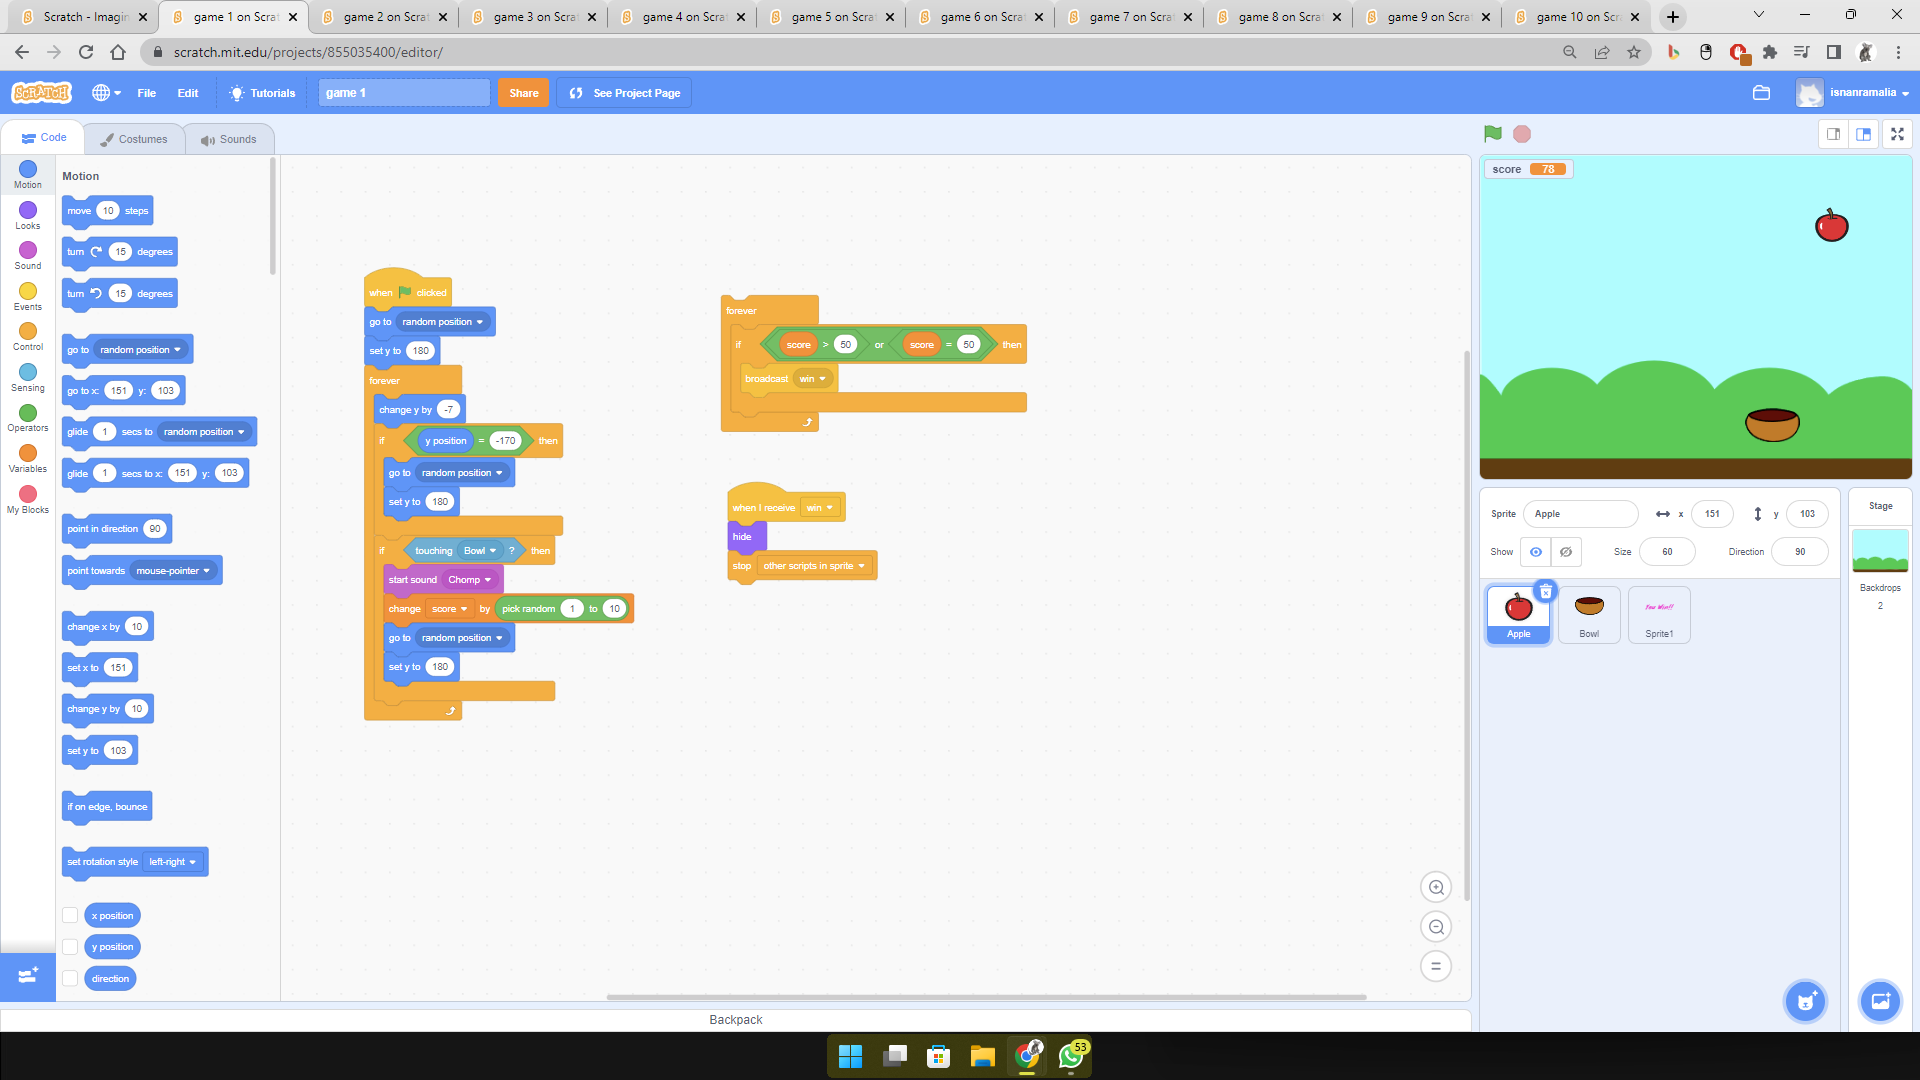 Scratch - Imagin
game 1 on Scrat
game 2 on Scrat
game 3 on Scrat
game 4 on Scrat
game 5 on Scrat
game 6 on Scrat
game 7 on Scrat
game 8 on Scrat
game 9 on Scrat
game 10 on Scr
scratch.mit.edu/projects/855035400/editor/
SCRATCH
File
Edit
Tutorials
game 1
Share
See Project Page
isnanramalia
Code
Costumes
Sounds
Motion
Looks
Sound
Events
Control
Sensing
Operators
Variables
My Blocks
Motion
move 10 steps
turn 15 degrees
turn 15 degrees
go to random position
go to x: 151 y: 103
glide 1 secs to random position
glide 1 secs to x: 151 y: 103
point in direction 90
point towards mouse-pointer
change x by 10
set x to 151
change y by 10
set y to 103
if on edge, bounce
set rotation style left-right
x position
y position
direction
when clicked
go to random position
set y to 180
forever
change y by -7
if y position = -170 then
go to random position
set y to 180
if touching Bowl ? then
start sound Chomp
change score by pick random 1 to 10
go to random position
set y to 180
forever
if score > 50 or score = 50 then
broadcast win
when I receive win
hide
stop other scripts in sprite
score 78
Sprite Apple x 151 y 103
Show Size 60 Direction 90
Apple
Bowl
You Win!!
Sprite1
Stage
Backdrops
2
Backpack
53